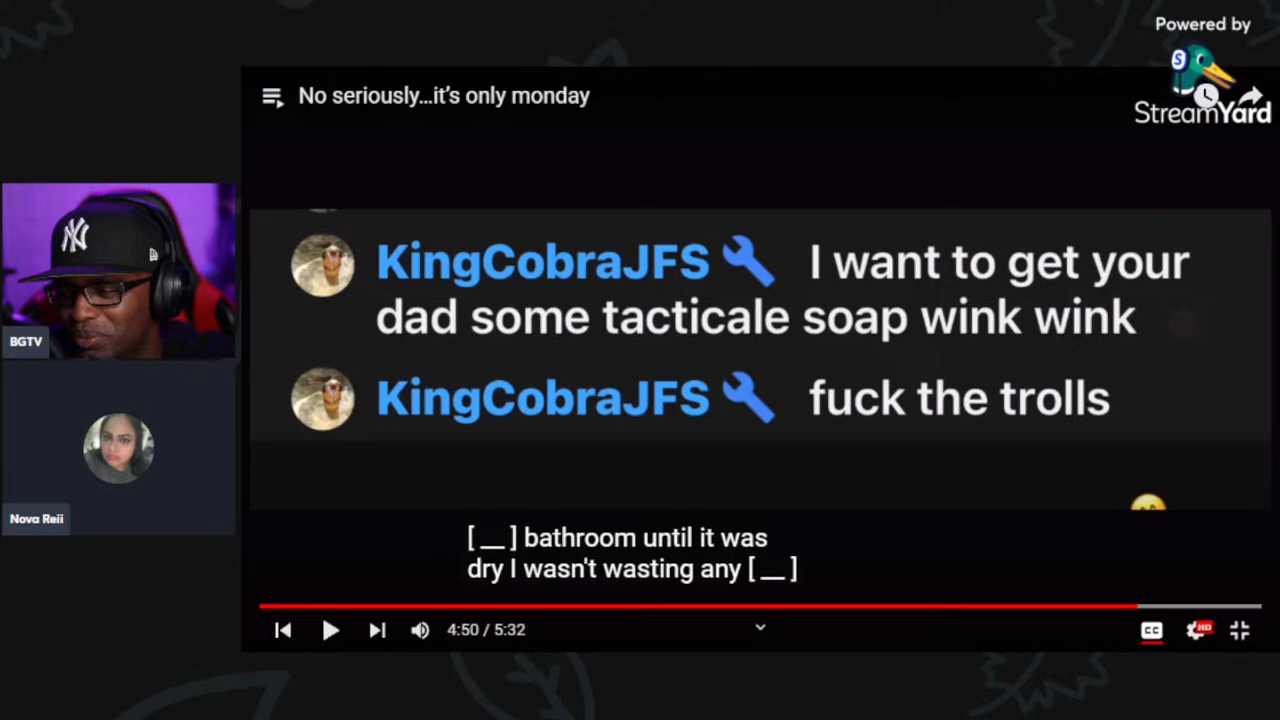 Powered by
StreamYard
No seriously...it's only monday
KingCobraJFS I want to get your
dad some tacticale soap wink wink
KingCobraJFS fuck the trolls
BGTV
Nova Reii
[ __ ] bathroom until it was
dry I wasn't wasting any [ __ ]
4:50 / 5:32
CC
HD
NY
S